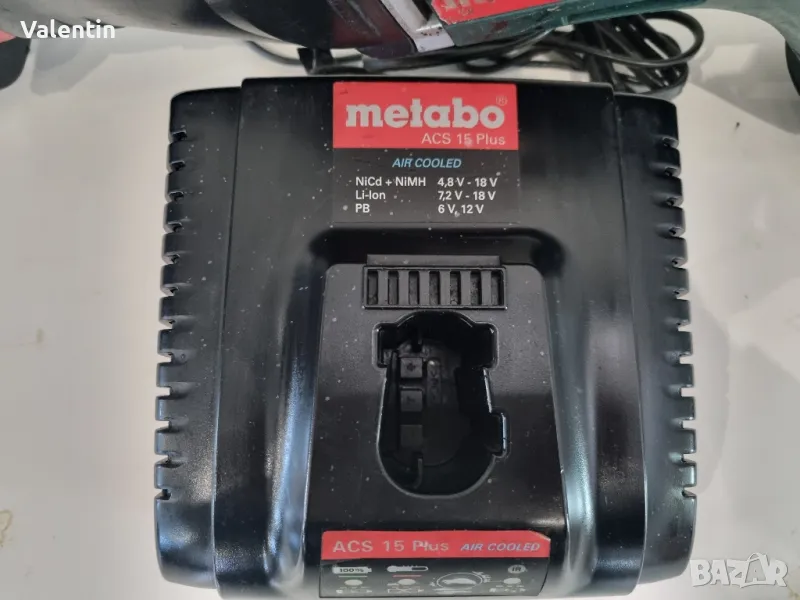 Valentin
metabo®
ACS 15 Plus
AIR COOLED
NiCd + NiMH 4,8 V - 18 V
Li-Ion 7,2 V - 18 V
PB 6 V, 12 V
ACS 15 Plus AIR COOLED
100%
bazar